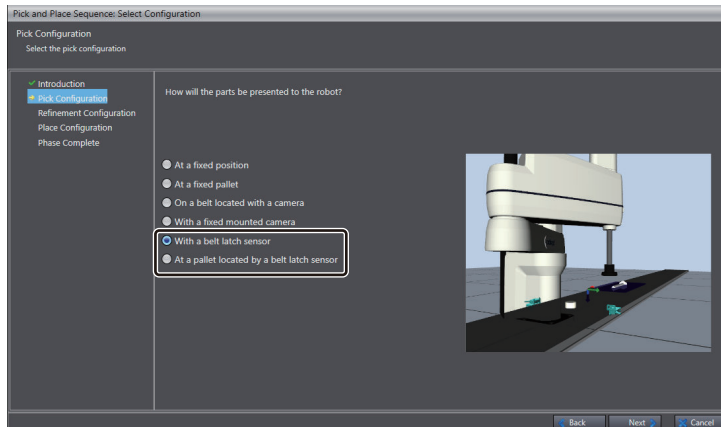 Pick and Place Sequence: Select Configuration
Pick Configuration
Select the pick configuration
Introduction
Pick Configuration
Refinement Configuration
Place Configuration
Phase Complete
How will the parts be presented to the robot?
At a fixed position
At a fixed pallet
On a belt located with a camera
With a fixed mounted camera
With a belt latch sensor
At a pallet located by a belt latch sensor
Back Next Cancel